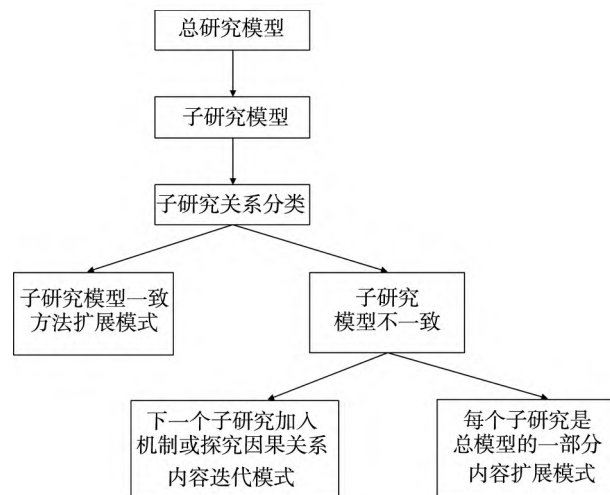 总研究模型
子研究模型
子研究关系分类
子研究模型一致
方法扩展模式
子研究
模型不一致
下一个子研究加入
机制或探究因果关系
内容迭代模式
每个子研究是
总模型的一部分
内容扩展模式